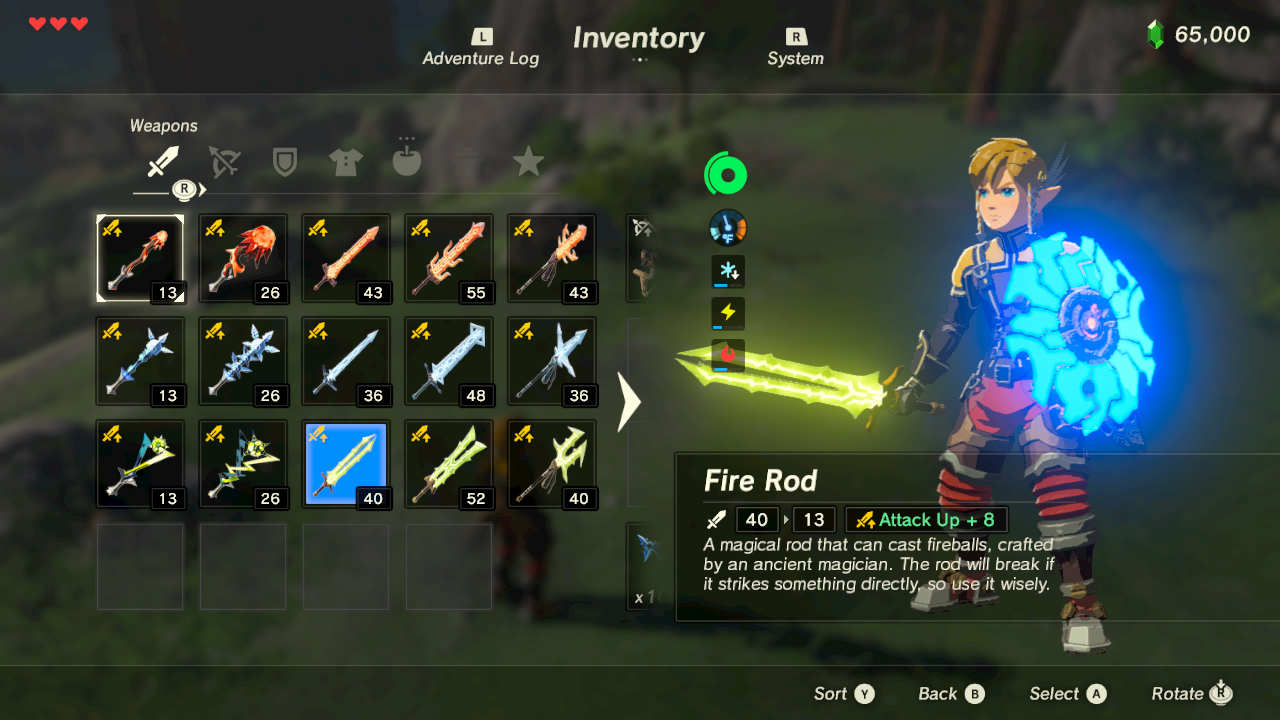 L
Inventory
R
65,000
Adventure Log
System
Weapons
R
°F
13 26 43 55 43
13 26 36 48 36
13 26 40 52 40
x 1
Fire Rod
40 13 Attack Up + 8
A magical rod that can cast fireballs, crafted
by an ancient magician. The rod will break if
it strikes something directly, so use it wisely.
Sort Y Back B Select A Rotate R